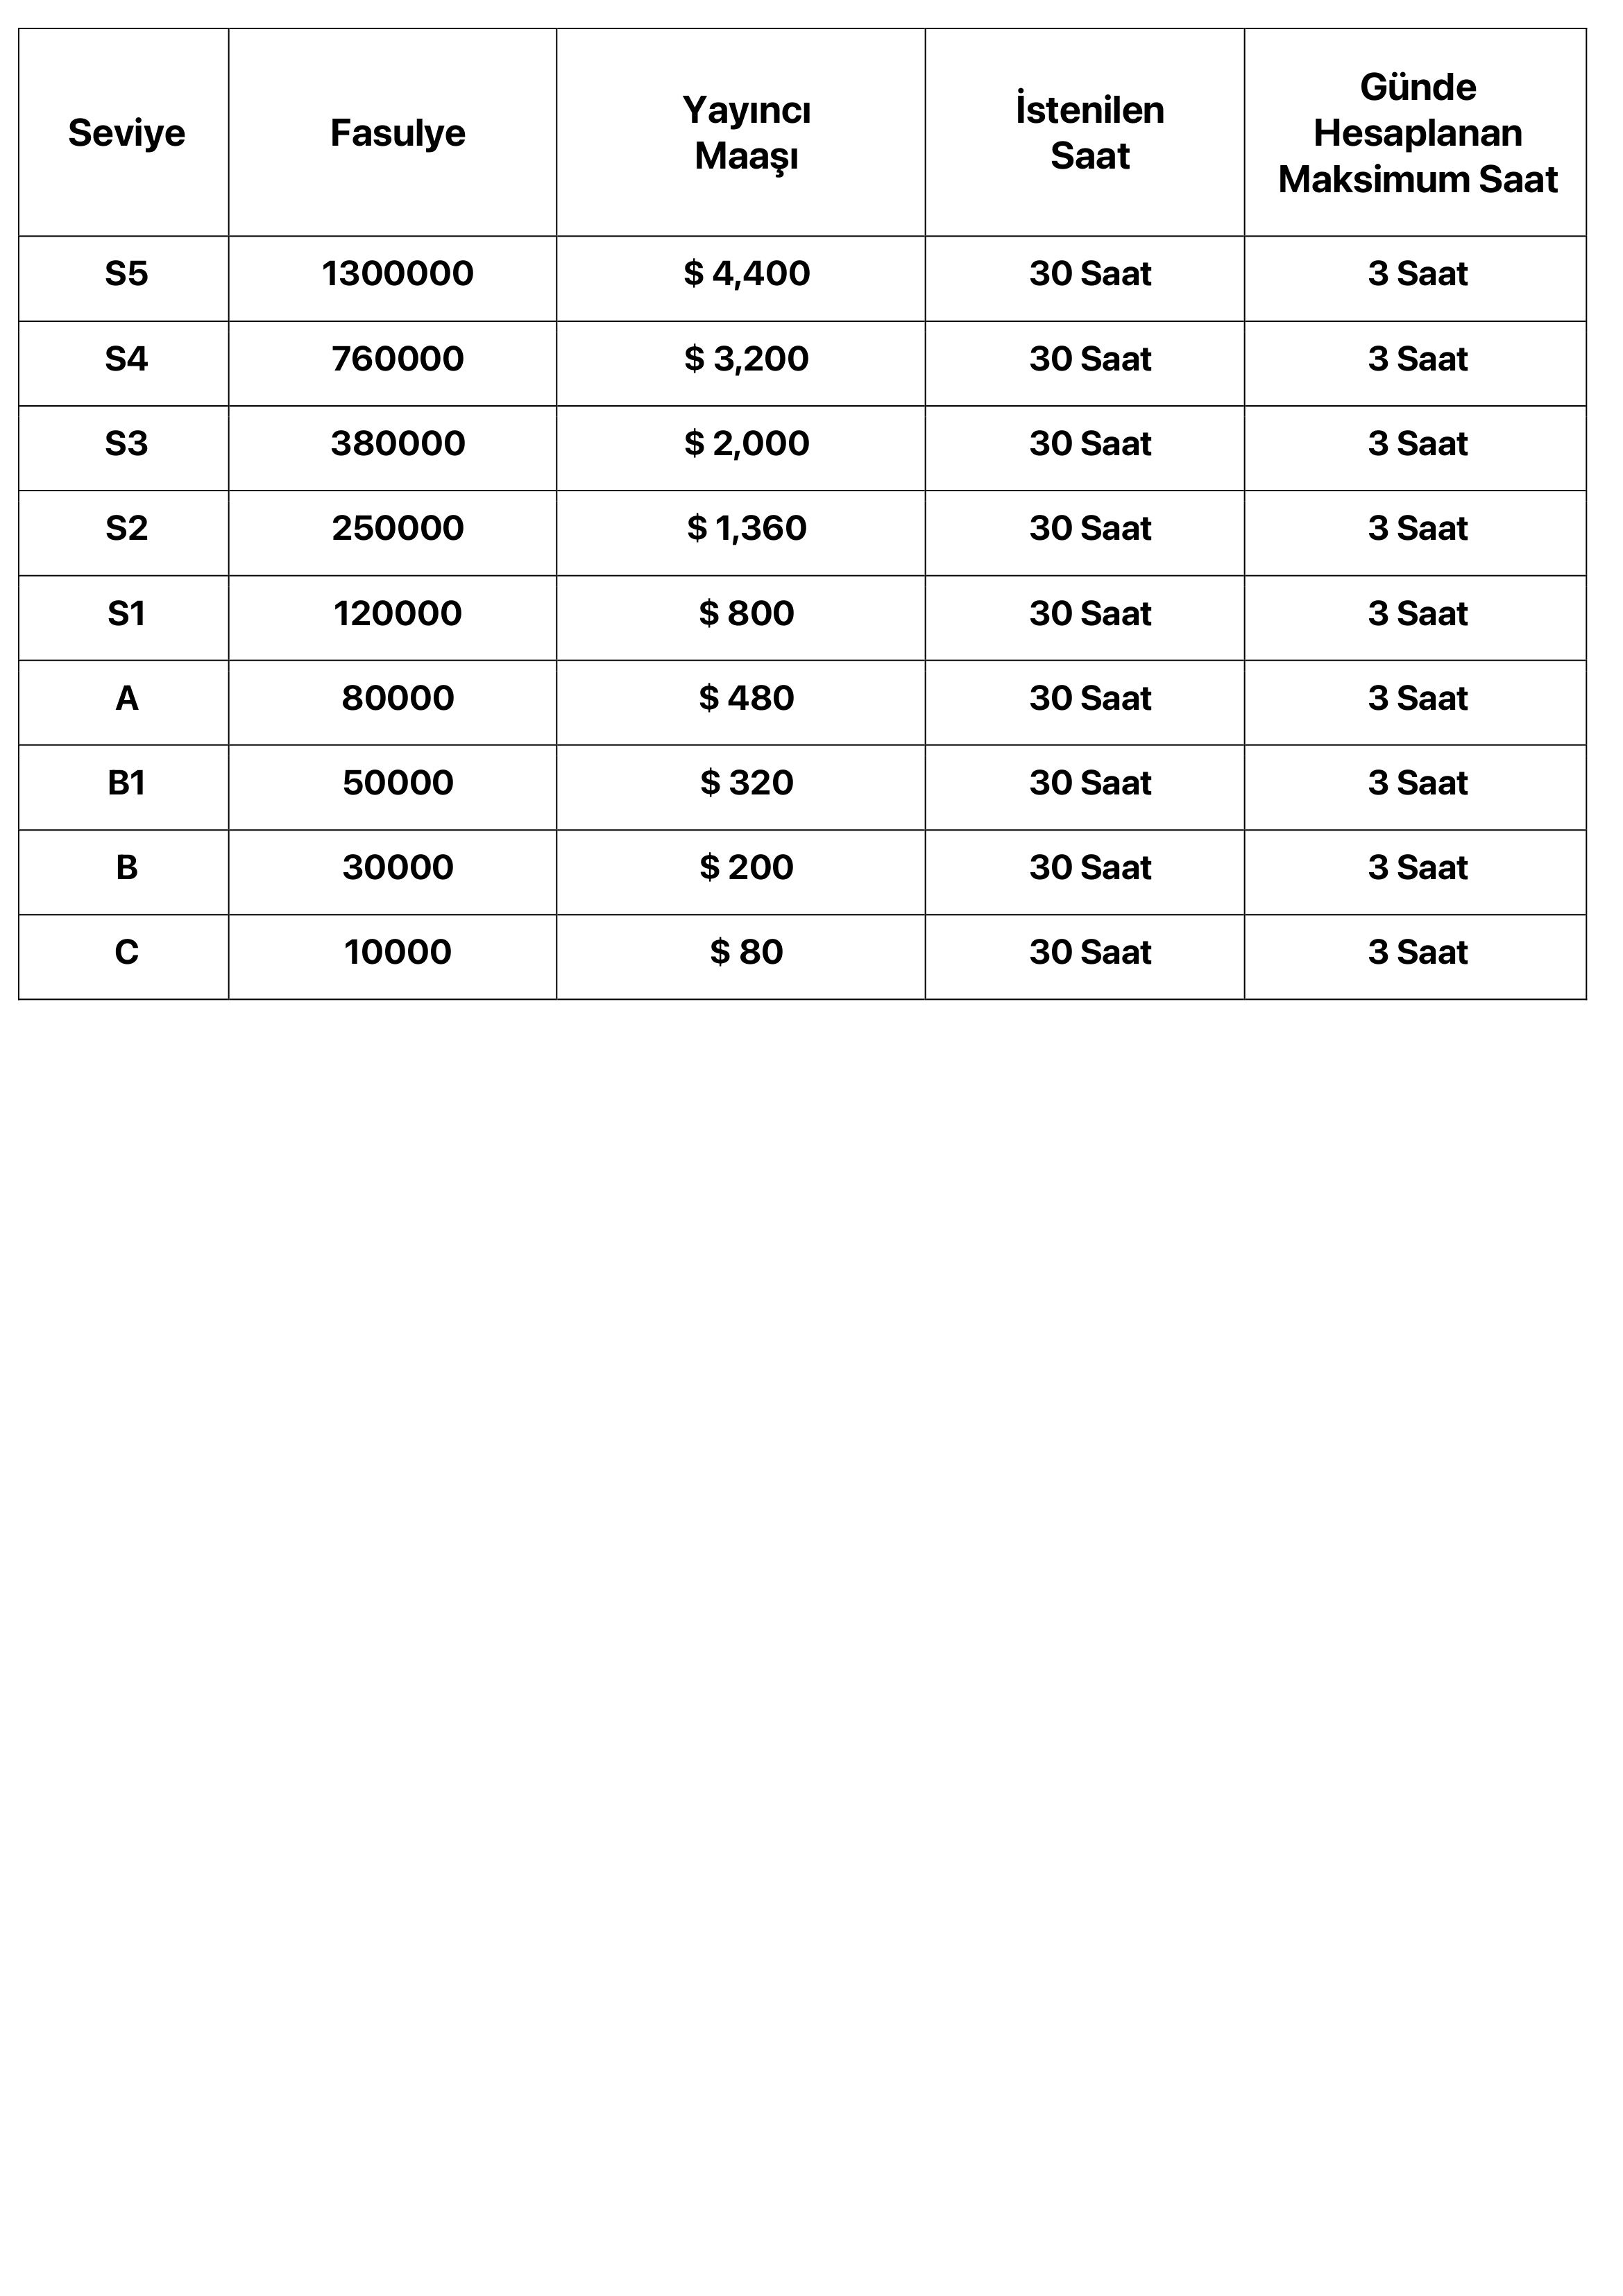 Seviye Fasulye Yayıncı Maaşı İstenilen Saat Günde Hesaplanan Maksimum Saat
S5 1300000 $ 4,400 30 Saat 3 Saat
S4 760000 $ 3,200 30 Saat 3 Saat
S3 380000 $ 2,000 30 Saat 3 Saat
S2 250000 $ 1,360 30 Saat 3 Saat
S1 120000 $ 800 30 Saat 3 Saat
A 80000 $ 480 30 Saat 3 Saat
B1 50000 $ 320 30 Saat 3 Saat
B 30000 $ 200 30 Saat 3 Saat
C 10000 $ 80 30 Saat 3 Saat